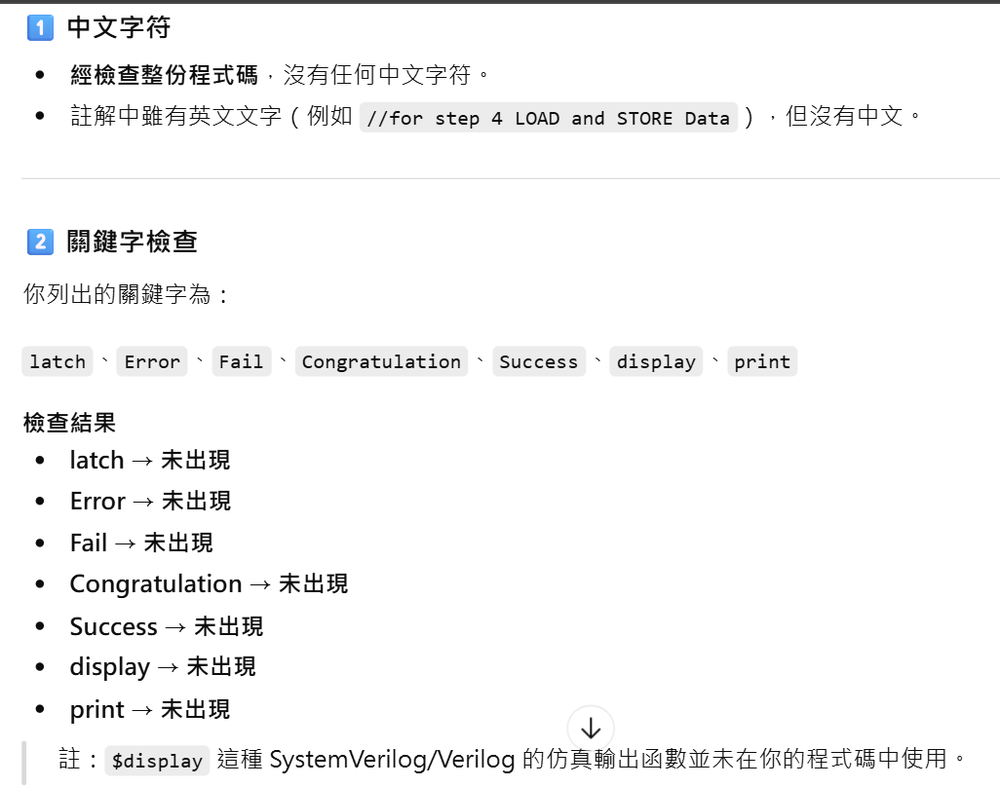 1 中文字符
• 經檢查整份程式碼，沒有任何中文字符。
• 註解中雖有英文文字（例如 //for step 4 LOAD and STORE Data ），但沒有中文。
2 關鍵字檢查
你列出的關鍵字為：
latch、Error、Fail、Congratulation、Success、display、print
檢查結果
• latch → 未出現
• Error → 未出現
• Fail → 未出現
• Congratulation → 未出現
• Success → 未出現
• display → 未出現
• print → 未出現
註：$display 這種 SystemVerilog/Verilog 的仿真輸出函數並未在你的程式碼中使用。